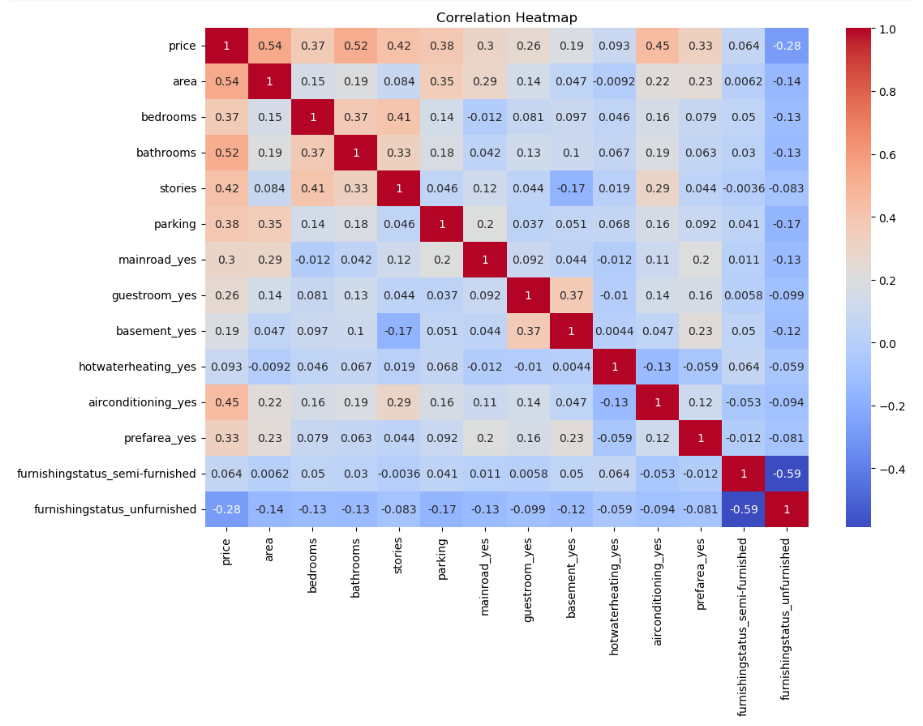 Correlation Heatmap
price 1 0.54 0.37 0.52 0.42 0.38 0.3 0.26 0.19 0.093 0.45 0.33 0.064 -0.28
area 0.54 1 0.15 0.19 0.084 0.35 0.29 0.14 0.047 -0.0092 0.22 0.23 0.0062 -0.14
bedrooms 0.37 0.15 1 0.37 0.41 0.14 -0.012 0.081 0.097 0.046 0.16 0.079 0.05 -0.13
bathrooms 0.52 0.19 0.37 1 0.33 0.18 0.042 0.13 0.1 0.067 0.19 0.063 0.03 -0.13
stories 0.42 0.084 0.41 0.33 1 0.046 0.12 0.044 -0.17 0.019 0.29 0.044 -0.0036 -0.083
parking 0.38 0.35 0.14 0.18 0.046 1 0.2 0.037 0.051 0.068 0.16 0.092 0.041 -0.17
mainroad_yes 0.3 0.29 -0.012 0.042 0.12 0.2 1 0.092 0.044 -0.012 0.11 0.2 0.011 -0.13
guestroom_yes 0.26 0.14 0.081 0.13 0.044 0.037 0.092 1 0.37 -0.01 0.14 0.16 0.0058 -0.099
basement_yes 0.19 0.047 0.097 0.1 -0.17 0.051 0.044 0.37 1 0.0044 0.047 0.23 0.05 -0.12
hotwaterheating_yes 0.093 -0.0092 0.046 0.067 0.019 0.068 -0.012 -0.01 0.0044 1 -0.13 -0.059 0.064 -0.059
airconditioning_yes 0.45 0.22 0.16 0.19 0.29 0.16 0.11 0.14 0.047 -0.13 1 0.12 -0.053 -0.094
prefarea_yes 0.33 0.23 0.079 0.063 0.044 0.092 0.2 0.16 0.23 -0.059 0.12 1 -0.012 -0.081
furnishingstatus_semi-furnished 0.064 0.0062 0.05 0.03 -0.0036 0.041 0.011 0.0058 0.05 0.064 -0.053 -0.012 1 -0.59
furnishingstatus_unfurnished -0.28 -0.14 -0.13 -0.13 -0.083 -0.17 -0.13 -0.099 -0.12 -0.059 -0.094 -0.081 -0.59 1
price
area
bedrooms
bathrooms
stories
parking
mainroad_yes
guestroom_yes
basement_yes
hotwaterheating_yes
airconditioning_yes
prefarea_yes
furnishingstatus_semi-furnished
furnishingstatus_unfurnished
1.0
0.8
0.6
0.4
0.2
0.0
−0.2
−0.4